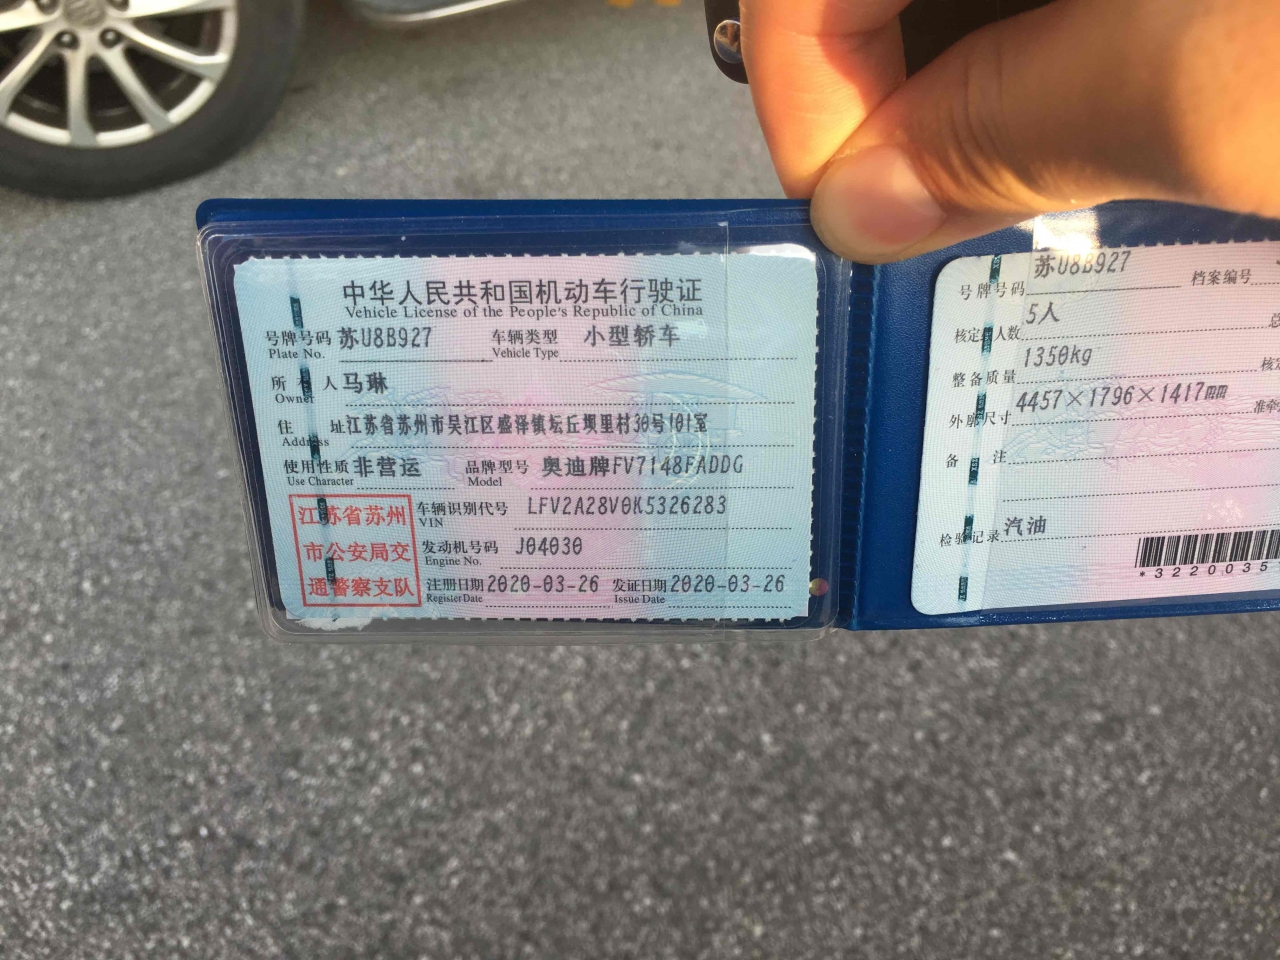 中华人民共和国机动车行驶证
Vehicle License of the People's Republic of China
号牌号码 苏U8B927 车辆类型 小型轿车
Plate No. Vehicle Type
所有人 马琳
Owner
住址 江苏省苏州市吴江区盛泽镇坛丘坝里村30号101室
Address
使用性质 非营运 品牌型号 奥迪牌FV7148FADDG
Use Character Model
江苏省苏州
市公安局交
通警察支队
车辆识别代号 LFV2A28V0K5326283
VIN
发动机号码 J04030
Engine No.
注册日期 2020-03-26 发证日期 2020-03-26
Register Date Issue Date
号牌号码 苏U8B927 档案编号
核定载人数 5人 总
整备质量 1350kg 核定
外廓尺寸 4457×1796×1417mm 准牵
备注
检验记录 汽油
*3220035